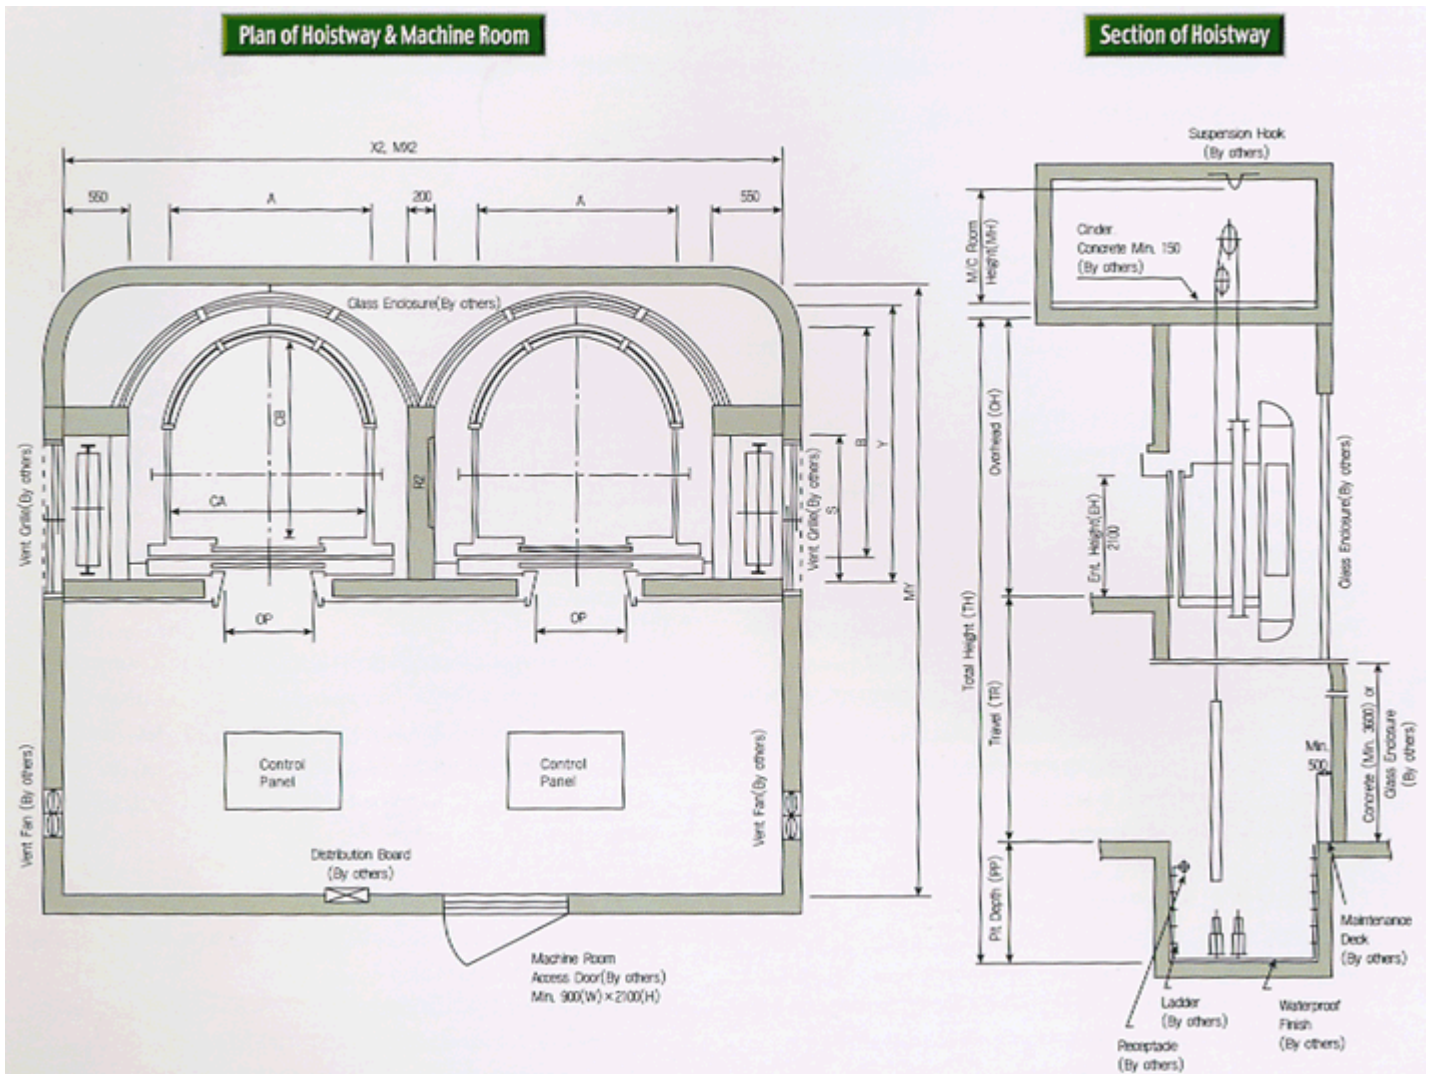 Plan of Hoistway & Machine Room
Section of Hoistway
X2, MX2
550
A
200
A
550
Glass Enclosure(By others)
CB
CA
R2
B
Y
S
MY
Vent Grille(By others)
Vent Grille(By others)
OP
OP
Control
Panel
Control
Panel
Vent Fan (By others)
Vent Fan(By others)
Distribution Board
(By others)
Machine Room
Access Door(By others)
Min. 900(W)×2100(H)
Suspension Hook
(By others)
M/C Room
Height(MH)
Cinder
Concrete Min. 150
(By others)
Overhead (OH)
Ent. Height(EH)
2100
Glass Enclosure(By others)
Total Height (TH)
Travel (TR)
Min.
500
Concrete (Min. 3600) or
Glass Enclosure
(By others)
Pit Depth (PP)
Maintenance
Deck
(By others)
Ladder
(By others)
Waterproof
Finish
(By others)
Receptacle
(By others)